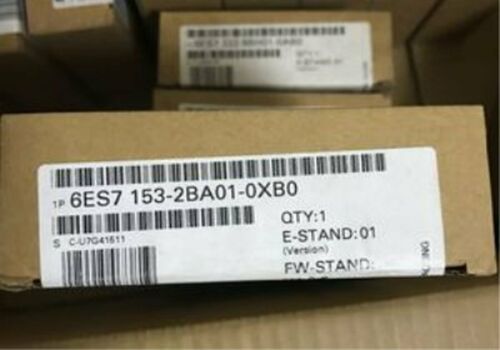 1P 6ES7 153-2BA01-0XB0
S C-U7G41611
QTY:1
E-STAND:01
(Version)
FW-STAND: